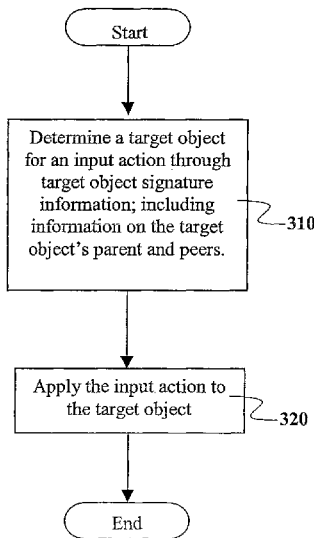 Start
Determine a target object
for an input action through
target object signature
information; including
information on the target
object's parent and peers.
310
Apply the input action to
the target object
320
End